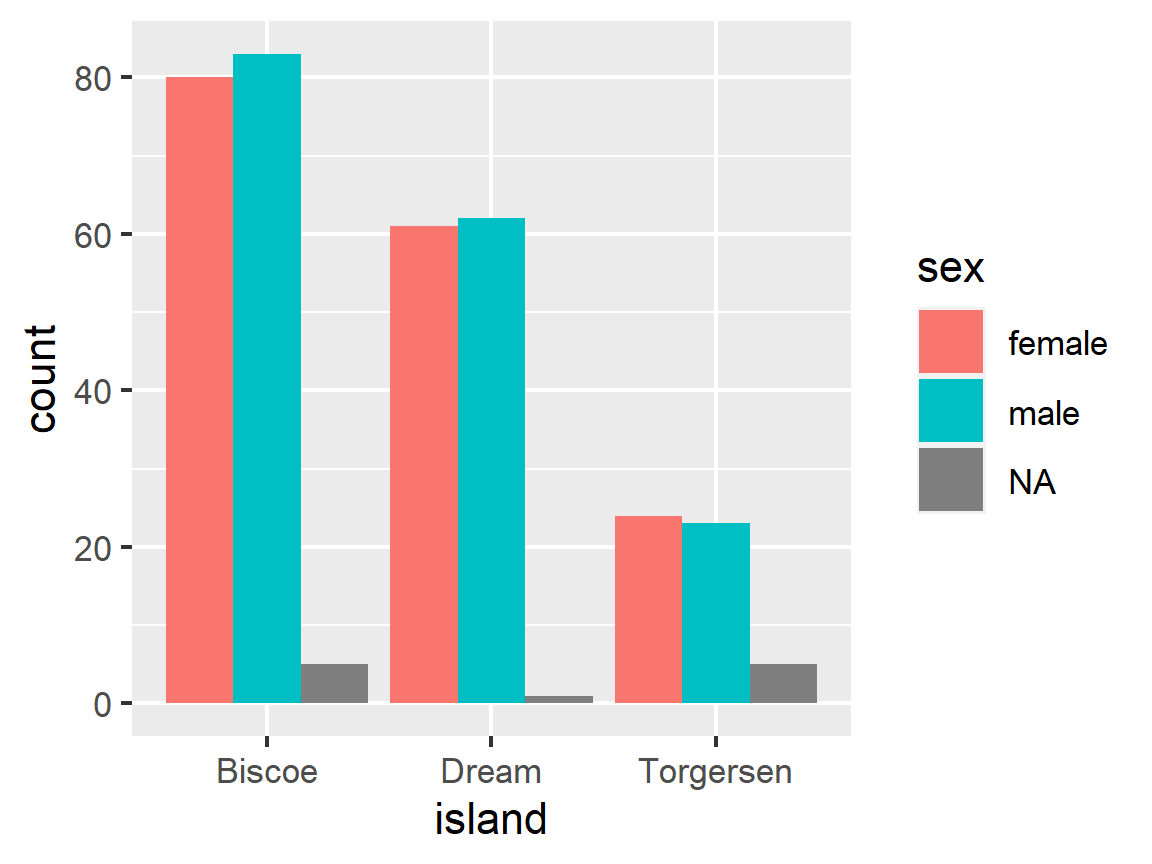 count
80
60
40
20
0
Biscoe Dream Torgersen
island
sex
female
male
NA